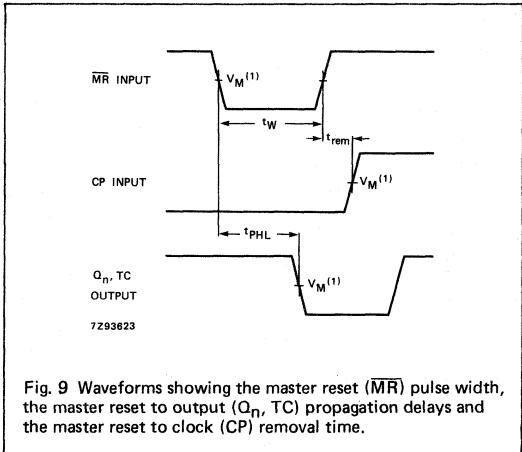 M̅R̅ INPUT
V_M(1)
t_W
t_rem
CP INPUT
V_M(1)
t_PHL
Q_n, TC
OUTPUT
V_M(1)
7Z93623
Fig. 9 Waveforms showing the master reset (M̅R̅) pulse width,
the master reset to output (Q_n, TC) propagation delays and
the master reset to clock (CP) removal time.